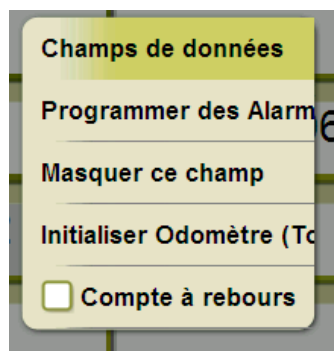 Champs de données
Programmer des Alarm
Masquer ce champ
Initialiser Odomètre (To
Compte à rebours